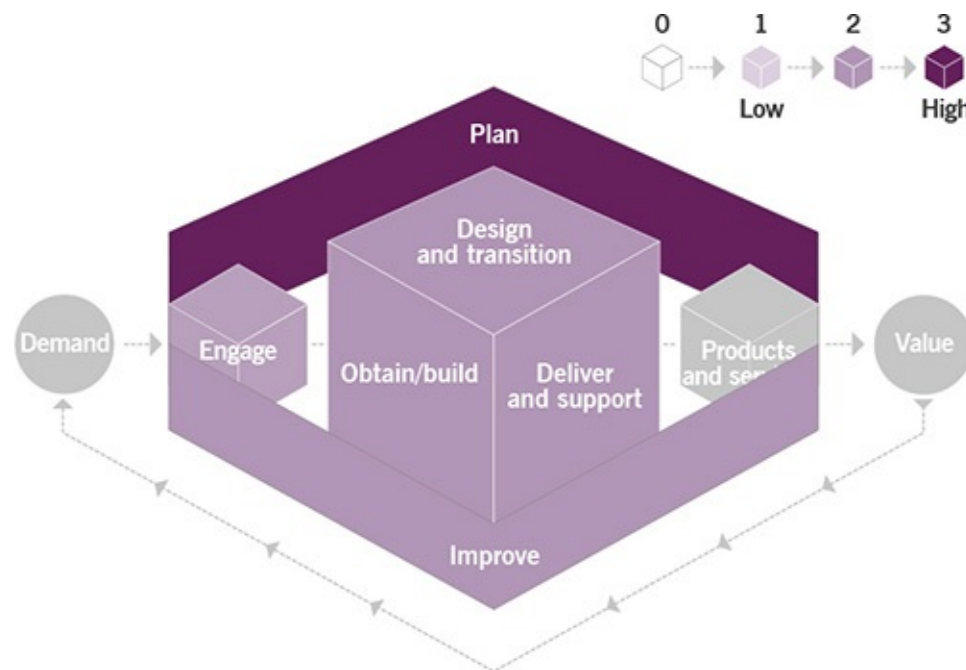 0 1 2 3
Low High
Plan
Design
and transition
Demand
Engage
Obtain/build
Deliver
and support
Products
and
Value
Improve